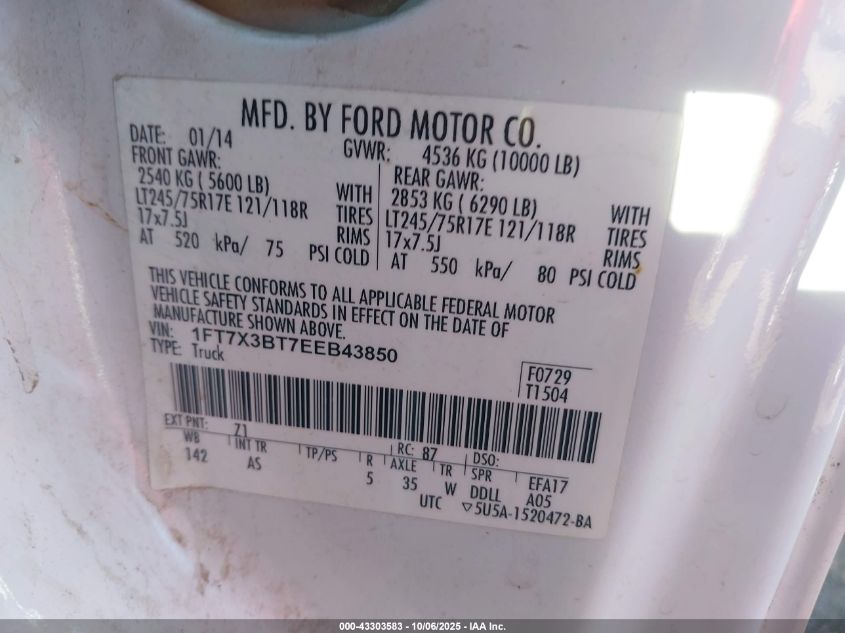 MFD. BY FORD MOTOR CO.
DATE: 01/14 GVWR: 4536 KG (10000 LB)
FRONT GAWR: REAR GAWR:
2540 KG ( 5600 LB) WITH 2853 KG ( 6290 LB) WITH
LT245/75R17E 121/118R TIRES LT245/75R17E 121/118R TIRES
17x7.5J RIMS 17x7.5J RIMS
AT 520 kPa/ 75 PSI COLD AT 550 kPa/ 80 PSI COLD
THIS VEHICLE CONFORMS TO ALL APPLICABLE FEDERAL MOTOR
VEHICLE SAFETY STANDARDS IN EFFECT ON THE DATE OF
MANUFACTURE SHOWN ABOVE.
VIN: 1FT7X3BT7EEB43850
TYPE: Truck
F0729
T1504
EXT PNT: 71 RC: 87 DSO:
WB INT TR TP/PS R AXLE TR SPR EFA17
142 AS 5 35 W DDLL A05
UTC ▽5U5A-1520472-BA
000-43303583 - 10/06/2025 - IAA Inc.